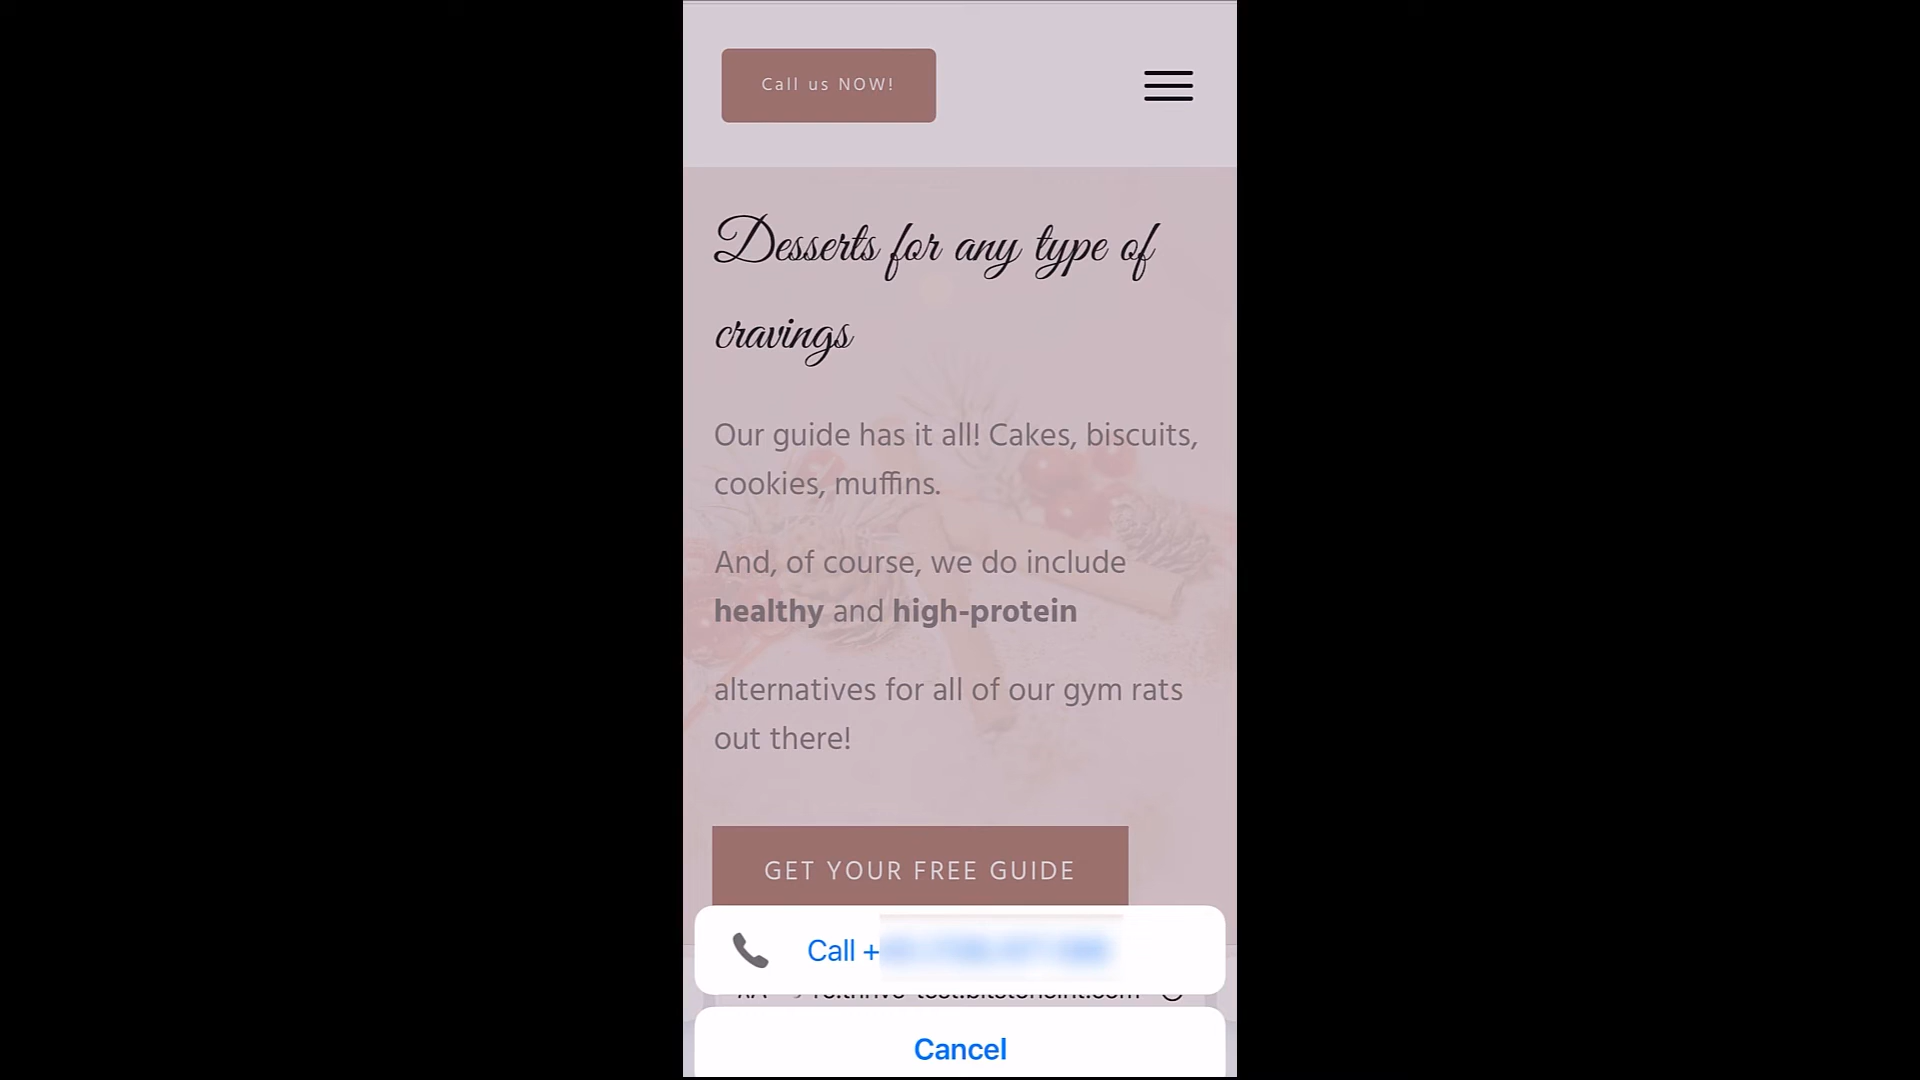 Call us NOW!
Desserts for any type of
cravings
Our guide has it all! Cakes, biscuits,
cookies, muffins.
And, of course, we do include
healthy and high-protein
alternatives for all of our gym rats
out there!
GET YOUR FREE GUIDE
Call +
Cancel